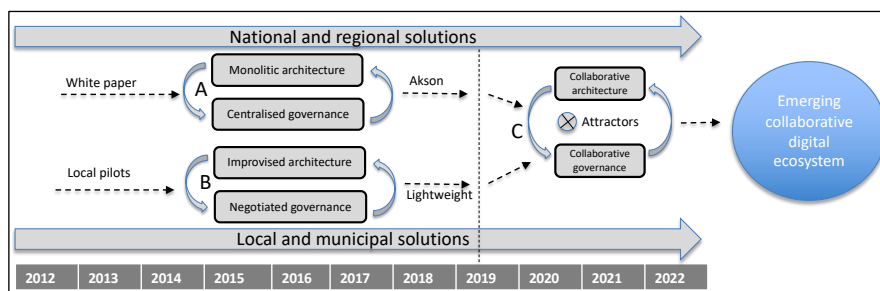 National and regional solutions
White paper
A
Monolitic architecture
Centralised governance
Akson
Local pilots
B
Improvised architecture
Negotiated governance
Lightweight
C
Collaborative
architecture
Attractors
Collaborative
governance
Emerging
collaborative
digital
ecosystem
Local and municipal solutions
2012 2013 2014 2015 2016 2017 2018 2019 2020 2021 2022